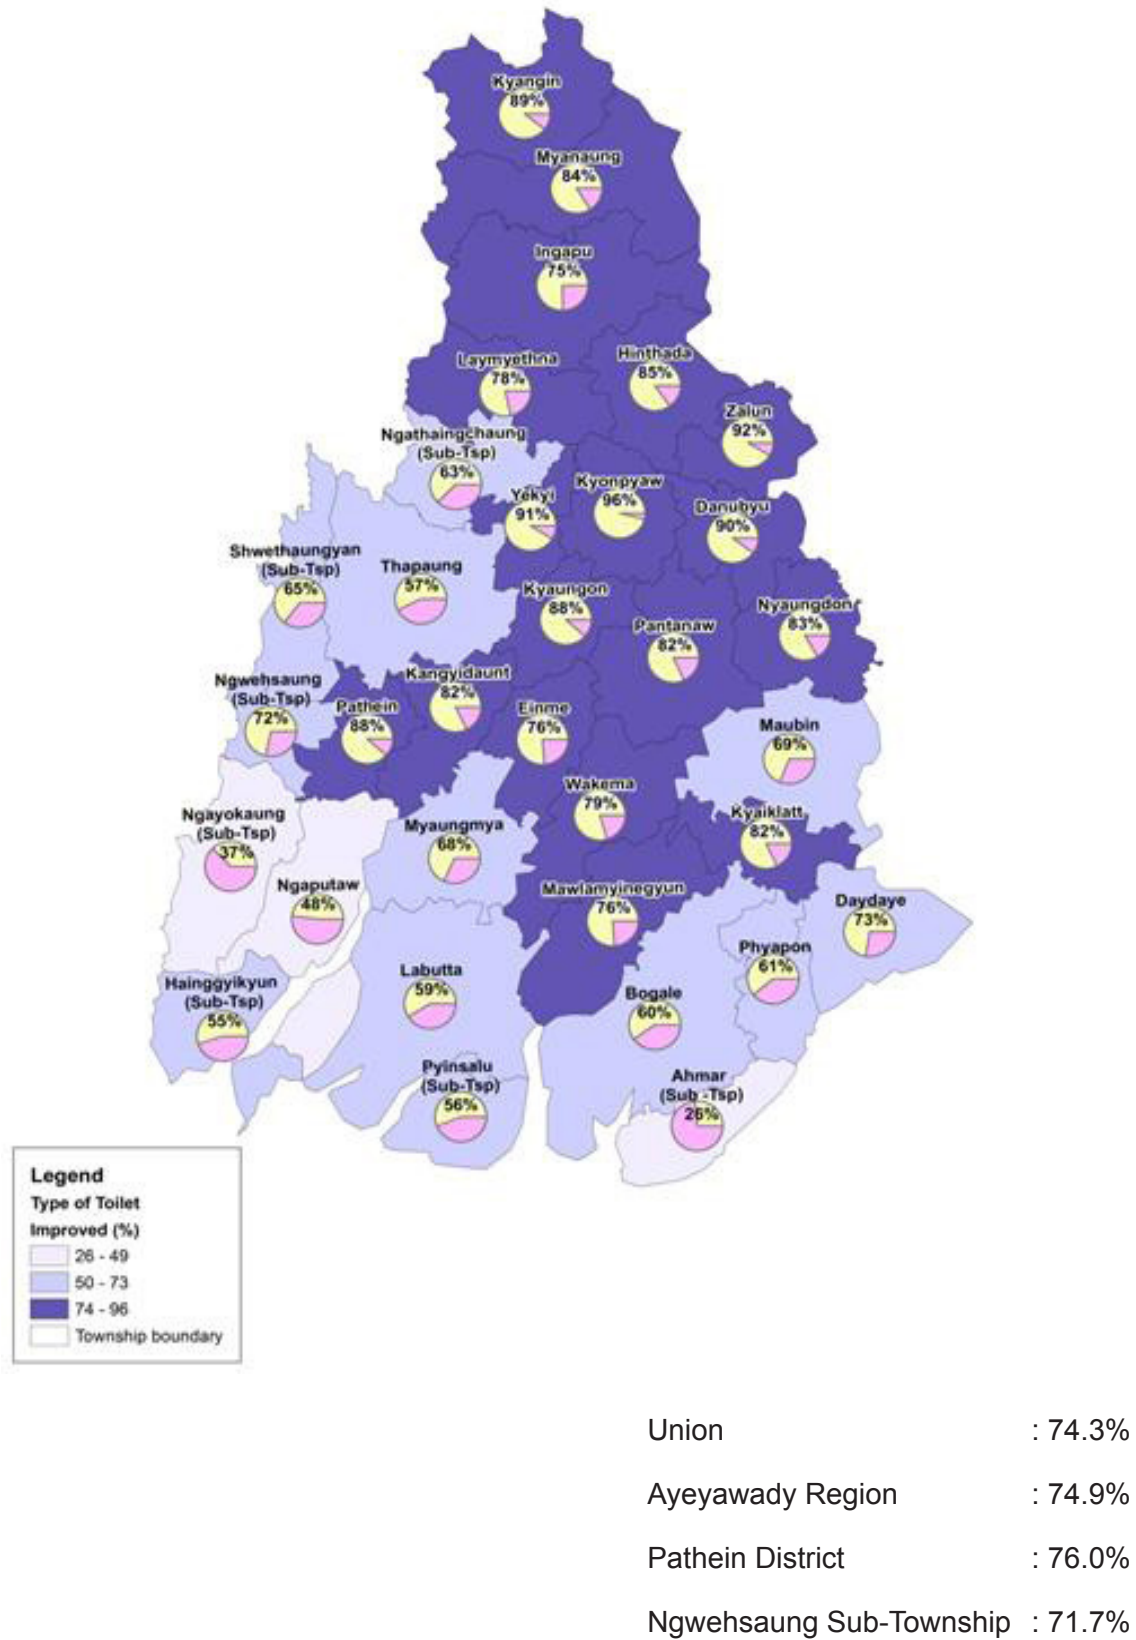 Kyangin
89%
Myanaung
84%
Ingapu
75%
Laymyethna
78%
Hinthada
85%
Zalun
92%
Ngathaingchaung
(Sub-Tsp)
63%
Yekyi
91%
Kyonpyaw
96%
Danubyu
90%
Shwethaungyan
(Sub-Tsp)
65%
Thapaung
57%
Kyaungon
88%
Pantanaw
82%
Nyaungdon
83%
Ngwehsaung
(Sub-Tsp)
72%
Pathein
88%
Kangyidaunt
82%
Einme
76%
Maubin
69%
Wakema
79%
Kyaiklatt
82%
Ngayokaung
(Sub-Tsp)
37%
Myaungmya
68%
Ngaputaw
48%
Mawlamyinegyun
76%
Daydaye
73%
Phyapon
61%
Hainggyikyun
(Sub-Tsp)
55%
Labutta
59%
Bogale
60%
Pyinsalu
(Sub-Tsp)
56%
Ahmar
(Sub -Tsp)
26%
Legend
Type of Toilet
Improved (%)
26 - 49
50 - 73
74 - 96
Township boundary
Union : 74.3%
Ayeyawady Region : 74.9%
Pathein District : 76.0%
Ngwehsaung Sub-Township : 71.7%